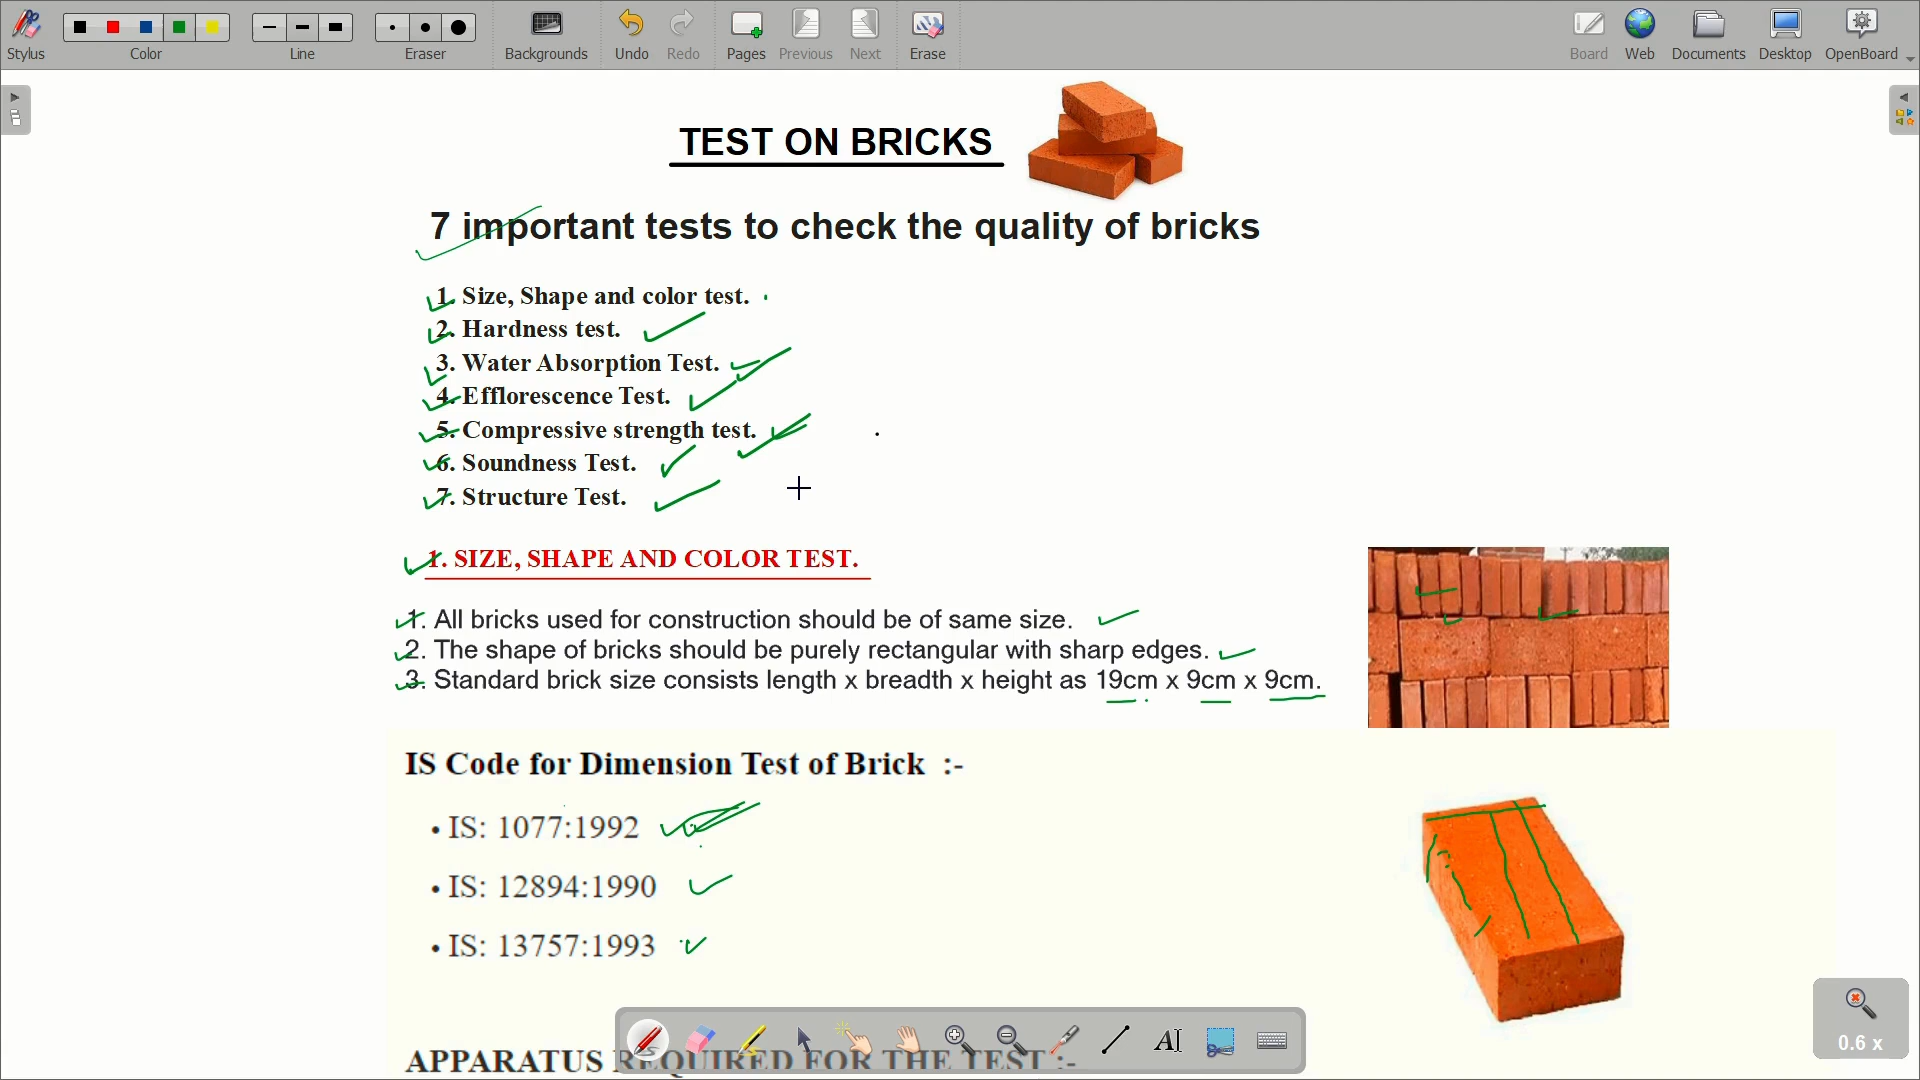 Stylus Color Line Eraser Backgrounds Undo Redo Pages Previous Next Erase Board Web Documents Desktop OpenBoard
TEST ON BRICKS
7 important tests to check the quality of bricks
1. Size, Shape and color test.
2. Hardness test.
3. Water Absorption Test.
4. Efflorescence Test.
5. Compressive strength test.
6. Soundness Test.
7. Structure Test.
1. SIZE, SHAPE AND COLOR TEST.
1. All bricks used for construction should be of same size.
2. The shape of bricks should be purely rectangular with sharp edges.
3. Standard brick size consists length x breadth x height as 19cm x 9cm x 9cm.
IS Code for Dimension Test of Brick :-
• IS: 1077:1992
• IS: 12894:1990
• IS: 13757:1993
0.6 x
APPARATUS REQUIRED FOR THE TEST :-